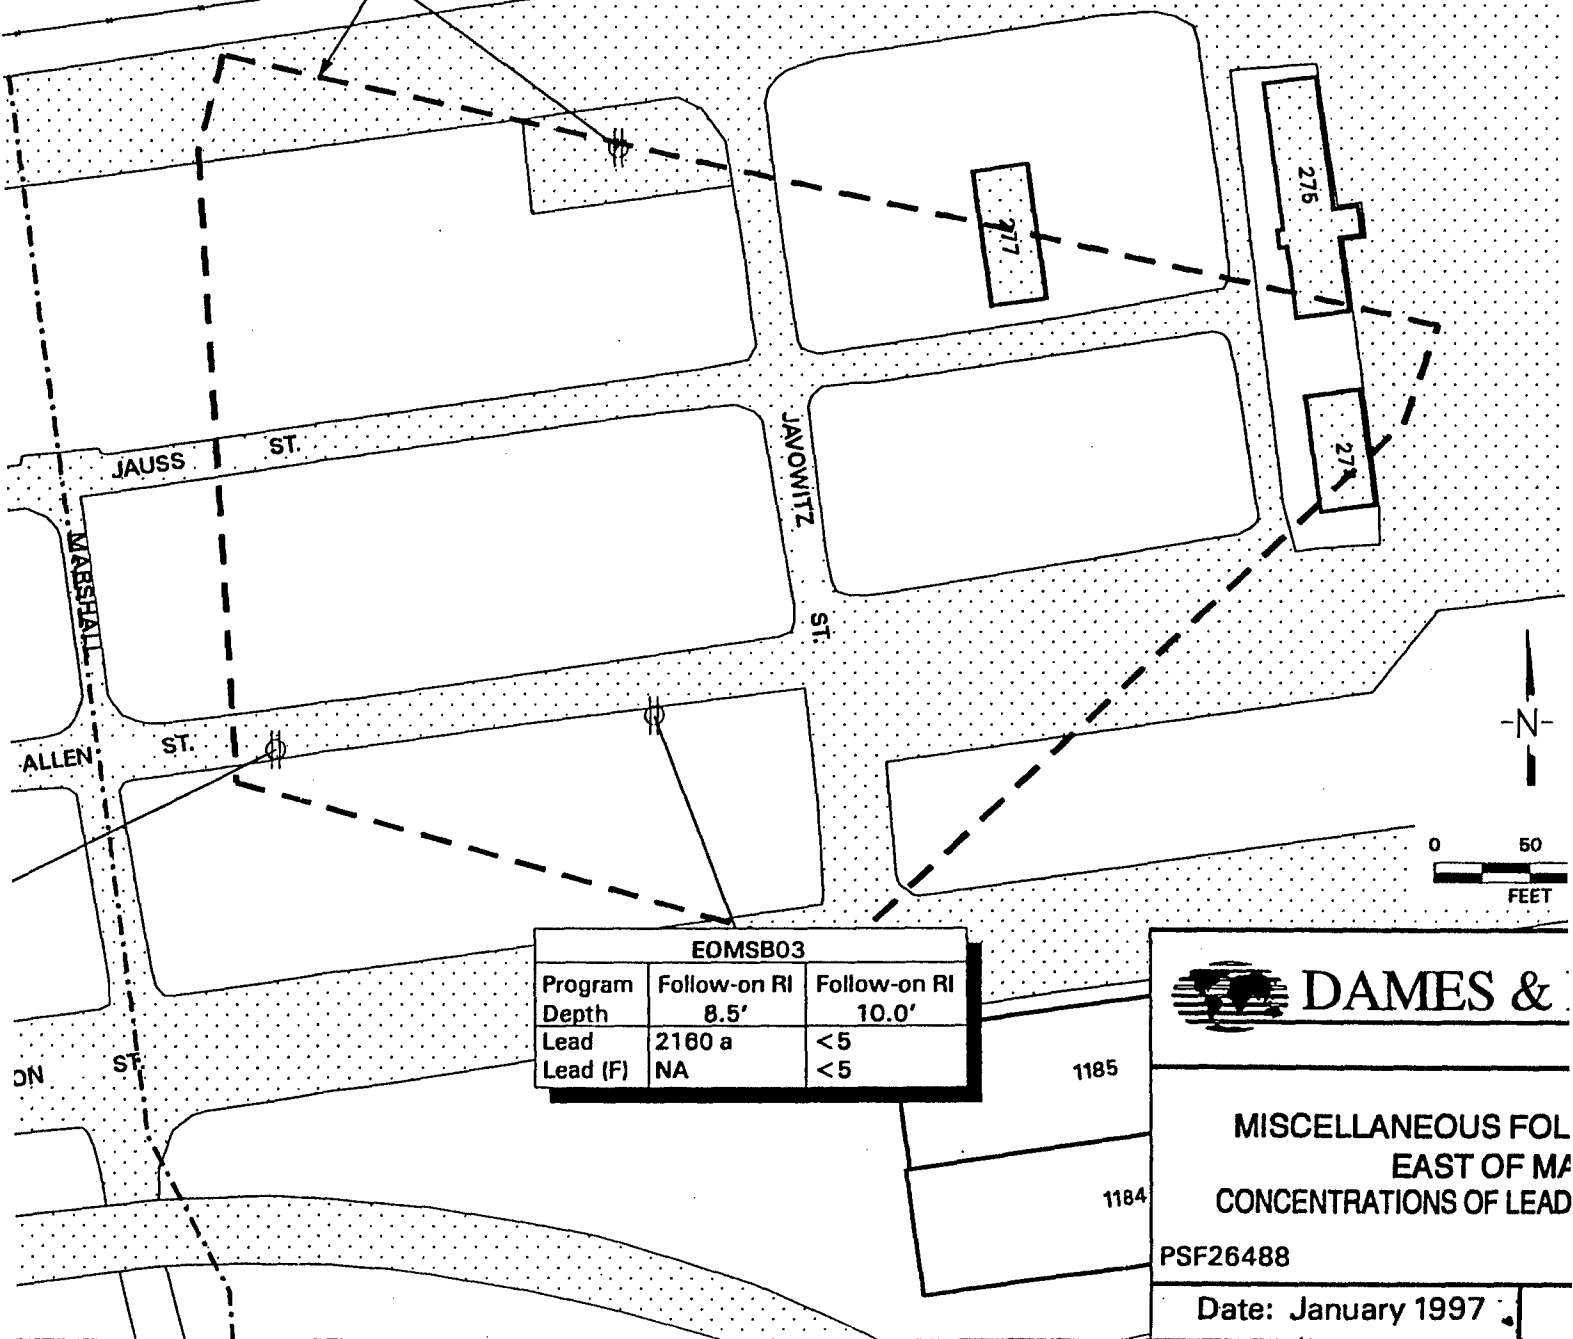 275
277
JAUSS ST.
JAVOWITZ ST.
MARSHALL ST.
ALLEN ST.
-N-
0 50
FEET
EOMSB03
Program Follow-on RI Follow-on RI
Depth 8.5' 10.0'
Lead 2160 a <5
Lead (F) NA <5
ON
1185
1184
DAMES &
MISCELLANEOUS FOL
EAST OF MA
CONCENTRATIONS OF LEAD
PSF26488
Date: January 1997